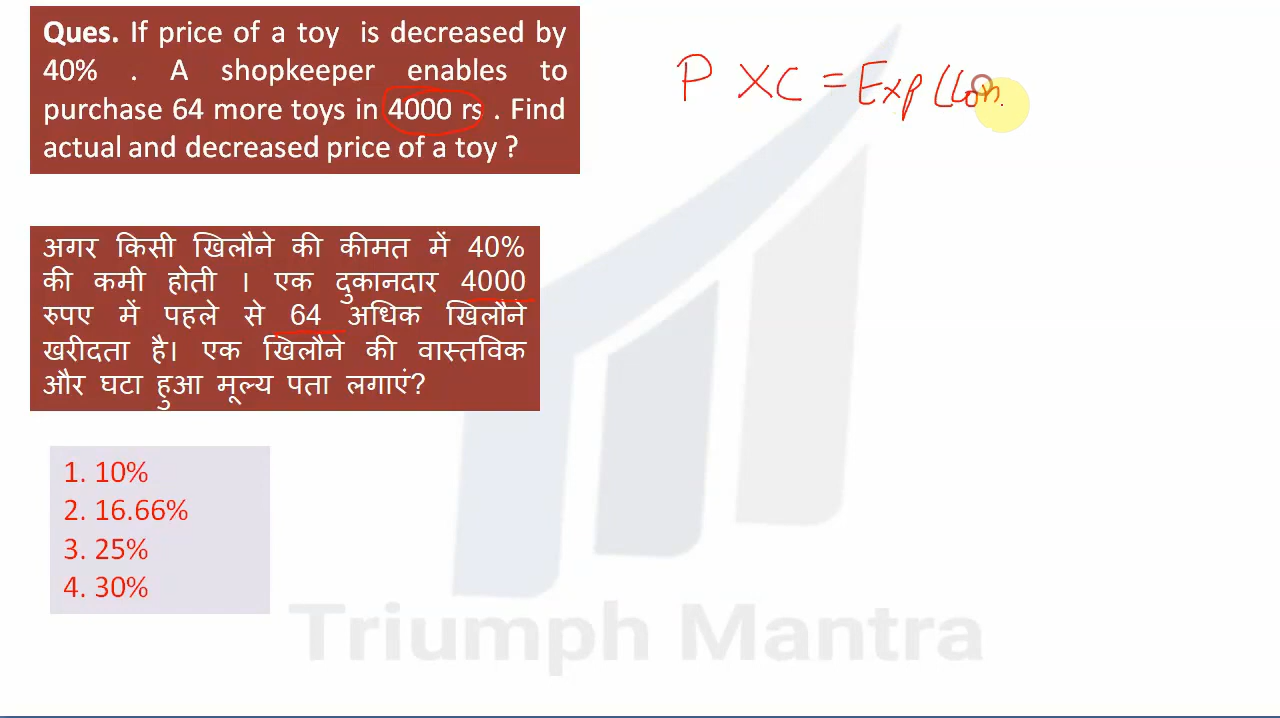 Ques. If price of a toy is decreased by
40% . A shopkeeper enables to
purchase 64 more toys in 4000 rs . Find
actual and decreased price of a toy ?
P X C = Exp
अगर किसी खिलौने की कीमत में 40%
की कमी होती । एक दुकानदार 4000
रुपए में पहले से 64 अधिक खिलौने
खरीदता है। एक खिलौने की वास्तविक
और घटा हुआ मूल्य पता लगाएं?
1. 10%
2. 16.66%
3. 25%
4. 30%
Triumph Mantra